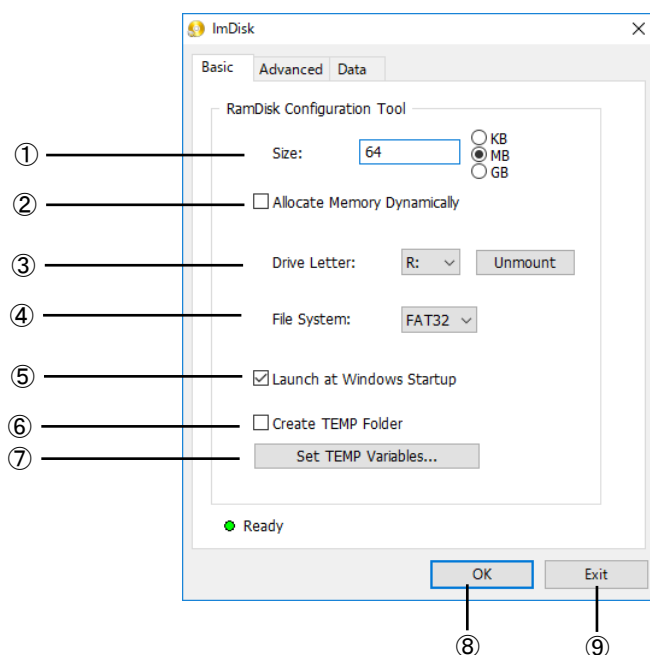 ImDisk
Basic Advanced Data
RamDisk Configuration Tool
KB
① Size: 64 MB
GB
② Allocate Memory Dynamically
③ Drive Letter: R: Unmount
④ File System: FAT32
⑤ Launch at Windows Startup
⑥ Create TEMP Folder
⑦ Set TEMP Variables...
Ready
OK Exit
⑧ ⑨